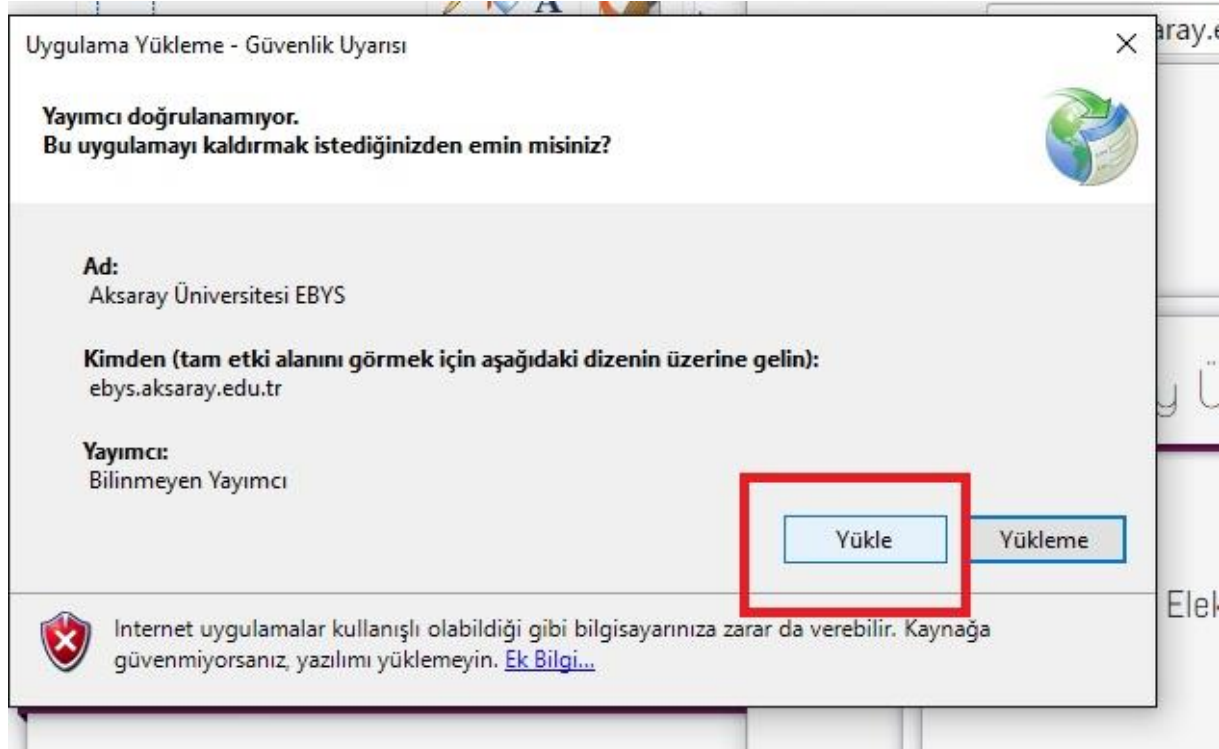 A
aray.e
Uygulama Yükleme - Güvenlik Uyarısı
Yayımcı doğrulanamıyor.
Bu uygulamayı kaldırmak istediğinizden emin misiniz?
Ad:
Aksaray Üniversitesi EBYS
Kimden (tam etki alanını görmek için aşağıdaki dizenin üzerine gelin):
ebys.aksaray.edu.tr
y Ü
Yayımcı:
Bilinmeyen Yayımcı
Yükle Yükleme
Elek
Internet uygulamalar kullanışlı olabildiği gibi bilgisayarınıza zarar da verebilir. Kaynağa
güvenmiyorsanız, yazılımı yüklemeyin. Ek Bilgi...